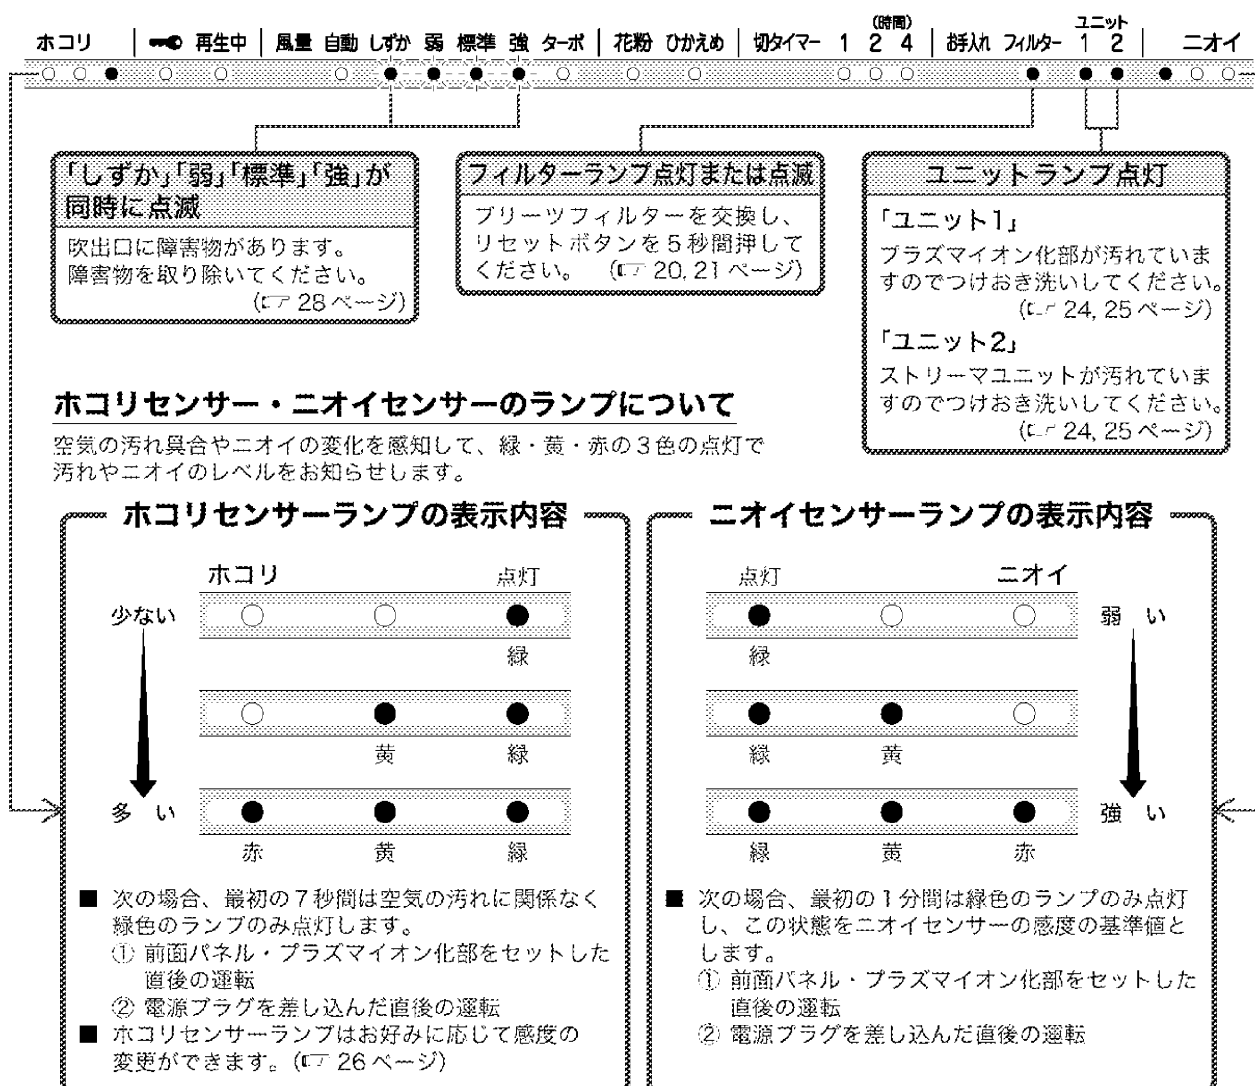 (時間)
ユニット
ホコリ 再生中 風量 自動 しずか 弱 標準 強 ターボ 花粉 ひかえめ 切タイマー 1 2 4 お手入れ フィルター 1 2 ニオイ
「しずか」「弱」「標準」「強」が
同時に点滅
吹出口に障害物があります。
障害物を取り除いてください。
(☞ 28 ページ)
フィルターランプ点灯または点滅
プリーツフィルターを交換し、
リセットボタンを5秒間押して
ください。 (☞ 20, 21 ページ)
ユニットランプ点灯
「ユニット1」
プラズマイオン化部が汚れていま
すのでつけおき洗いしてください。
(☞ 24, 25 ページ)
「ユニット2」
ストリーマユニットが汚れていま
すのでつけおき洗いしてください。
(☞ 24, 25 ページ)
ホコリセンサー・ニオイセンサーのランプについて
空気の汚れ具合やニオイの変化を感知して、緑・黄・赤の3色の点灯で
汚れやニオイのレベルをお知らせします。
ホコリセンサーランプの表示内容
ホコリ 点灯
少ない
緑
黄 緑
多 い
赤 黄 緑
■ 次の場合、最初の7秒間は空気の汚れに関係なく
緑色のランプのみ点灯します。
① 前面パネル・プラズマイオン化部をセットした
直後の運転
② 電源プラグを差し込んだ直後の運転
■ ホコリセンサーランプはお好みに応じて感度の
変更ができます。(☞ 26 ページ)
ニオイセンサーランプの表示内容
点灯 ニオイ
弱 い
緑
緑 黄
強 い
緑 黄 赤
■ 次の場合、最初の1分間は緑色のランプのみ点灯
し、この状態をニオイセンサーの感度の基準値と
します。
① 前面パネル・プラズマイオン化部をセットした
直後の運転
② 電源プラグを差し込んだ直後の運転